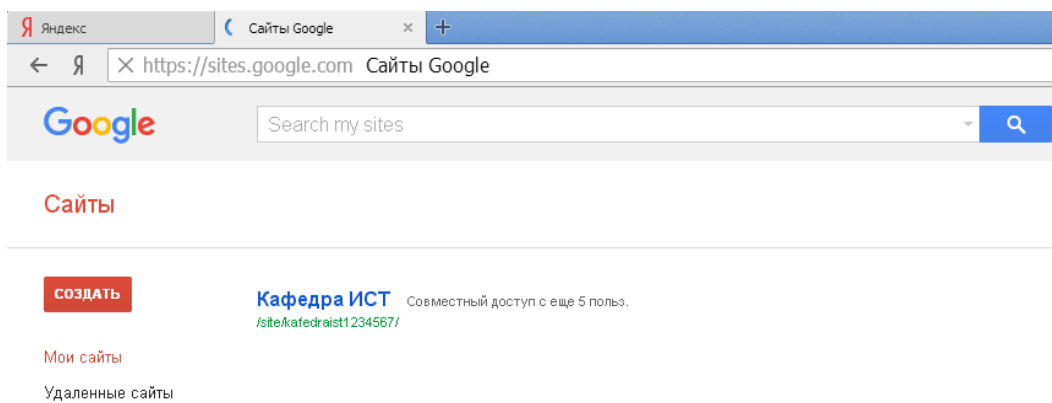 Я Яндекс Сайты Google × +
← Я × https://sites.google.com Сайты Google
Google Search my sites
Сайты
СОЗДАТЬ
Кафедра ИСТ Совместный доступ с еще 5 польз.
/site/kafedraist1234567/
Мои сайты
Удаленные сайты